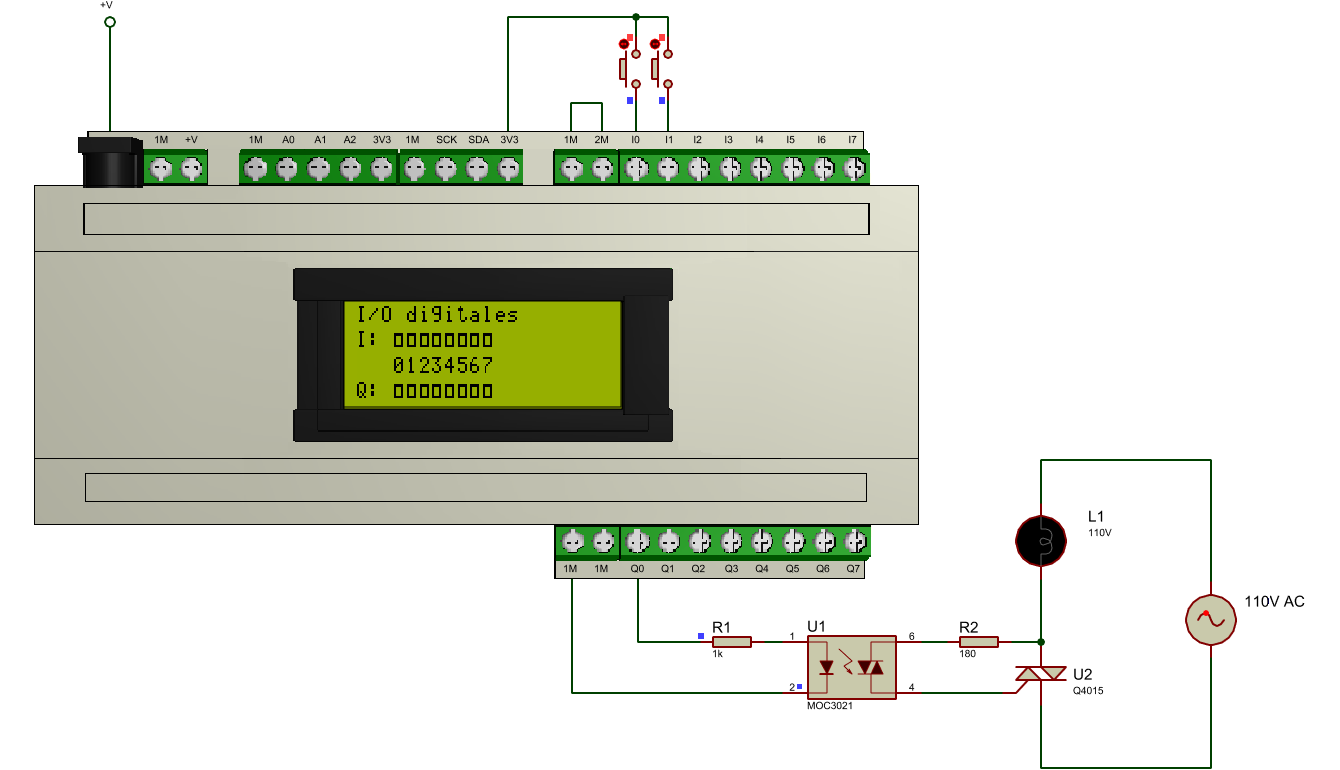 +V
1M +V 1M A0 A1 A2 3V3 1M SCK SDA 3V3 1M 2M I0 I1 I2 I3 I4 I5 I6 I7
I/O digitales
I: 00000000
01234567
Q: 00000000
1M 1M Q0 Q1 Q2 Q3 Q4 Q5 Q6 Q7
L1
110V
110V AC
R1
1k
U1
1
6
2
4
MOC3021
R2
180
U2
Q4015